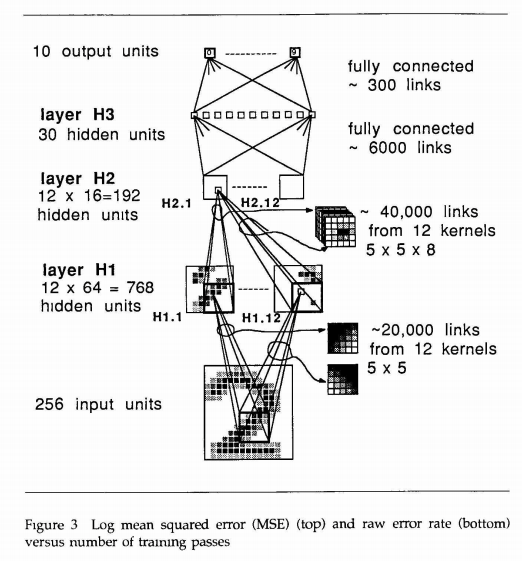 10 output units
0
9
fully connected
~ 300 links
layer H3
30 hidden units
fully connected
~ 6000 links
layer H2
12 x 16=192
hidden units
H2.1
H2.12
~ 40,000 links
from 12 kernels
5 x 5 x 8
layer H1
12 x 64 = 768
hidden units
H1.1
H1.12
~20,000 links
from 12 kernels
5 x 5
256 input units
Figure 3 Log mean squared error (MSE) (top) and raw error rate (bottom)
versus number of training passes